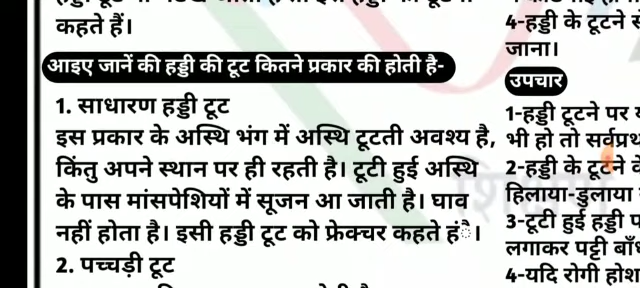 कहते हैं।
आइए जानें की हड्डी की टूट कितने प्रकार की होती है-
1. साधारण हड्डी टूट
इस प्रकार के अस्थि भंग में अस्थि टूटती अवश्य है,
किंतु अपने स्थान पर ही रहती है। टूटी हुई अस्थि
के पास मांसपेशियों में सूजन आ जाती है। घाव
नहीं होता है। इसी हड्डी टूट को फ्रेक्चर कहते हंै।
2. पच्चड़ी टूट
4-हड्डी के टूटने
जाना।
उपचार
1-हड्डी टूटने पर
भी हो तो सर्वप्रथ
2-हड्डी के टूटने
हिलाया-डुलाया
3-टूटी हुई हड्डी
लगाकर पट्टी
4-यदि रोगी होश